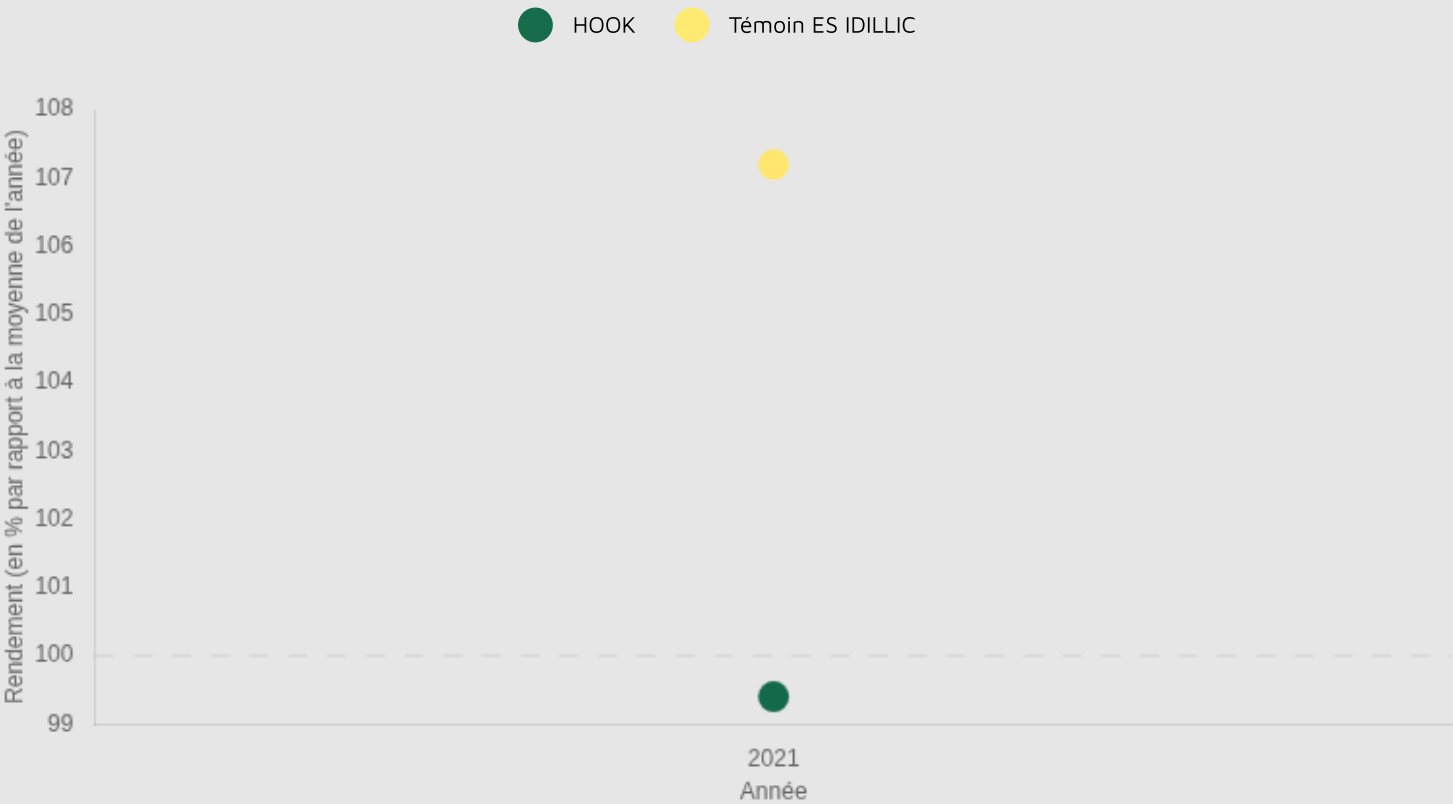 HOOK
Témoin ES IDILLIC
Rendement (en % par rapport à la moyenne de l'année)
108
107
106
105
104
103
102
101
100
99
2021
Année